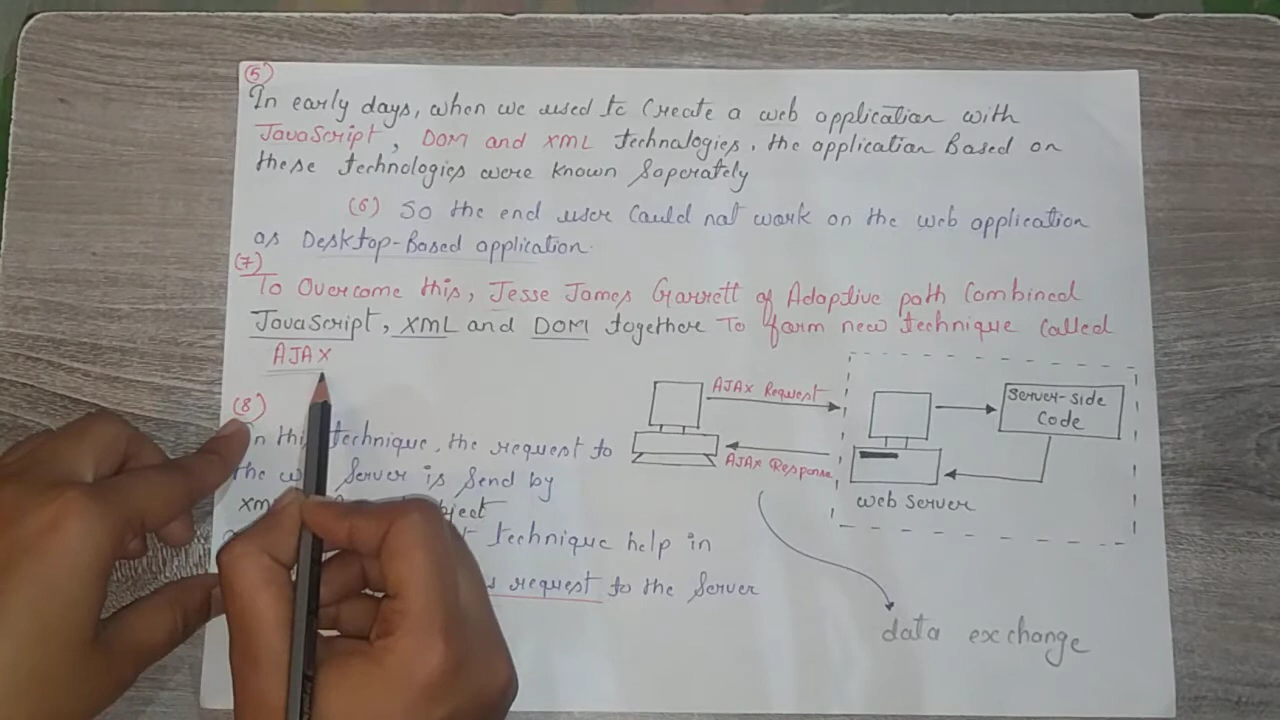 (5)
In early days, when we used to Create a web application with
JavaScript, DOM and XML technologies, the application Based on
these technologies were known Saperately
(6) So the end user Could not work on the web application
as Desktop-Based application.
(7)
To Overcome this, Jesse James Garrett of Adaptive path Combined
JavaScript, XML and DOM together To form new technique Called
AJAX
(8)
In this technique, the request to
the Server is Send by
technique help in
request to the Server
AJAX Request
AJAX Response
Server-side
Code
web Server
data exchange